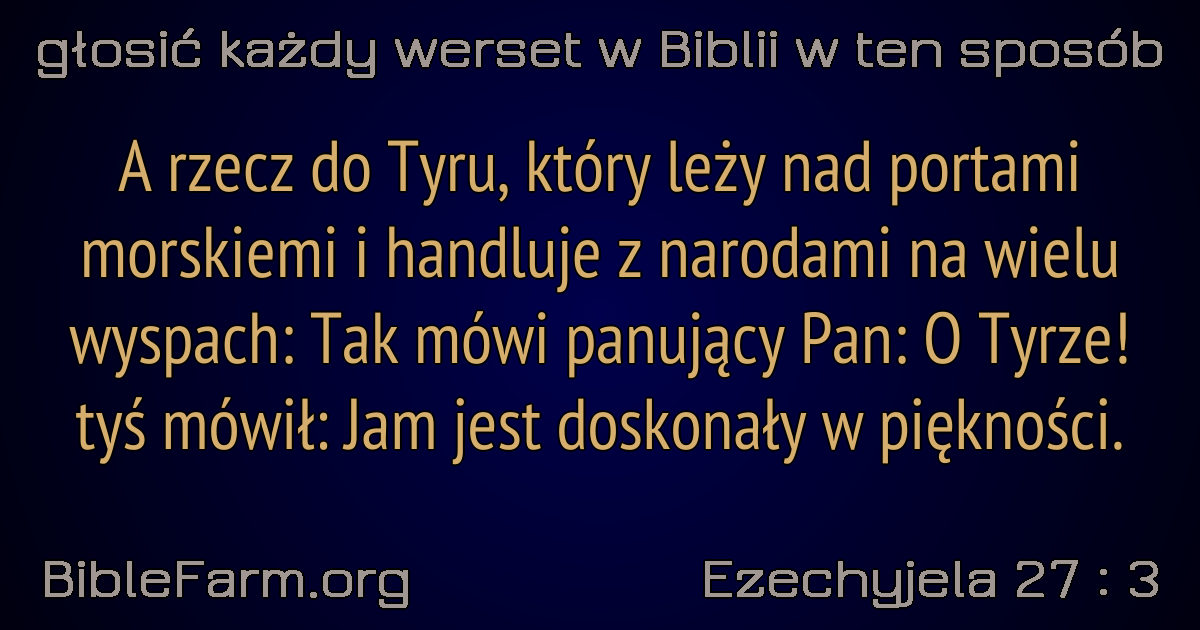 głosić każdy werset w Biblii w ten sposób
A rzecz do Tyru, który leży nad portami
morskiemi i handluje z narodami na wielu
wyspach: Tak mówi panujący Pan: O Tyrze!
tyś mówił: Jam jest doskonały w piękności.
BibleFarm.org
Ezechyjela 27 : 3